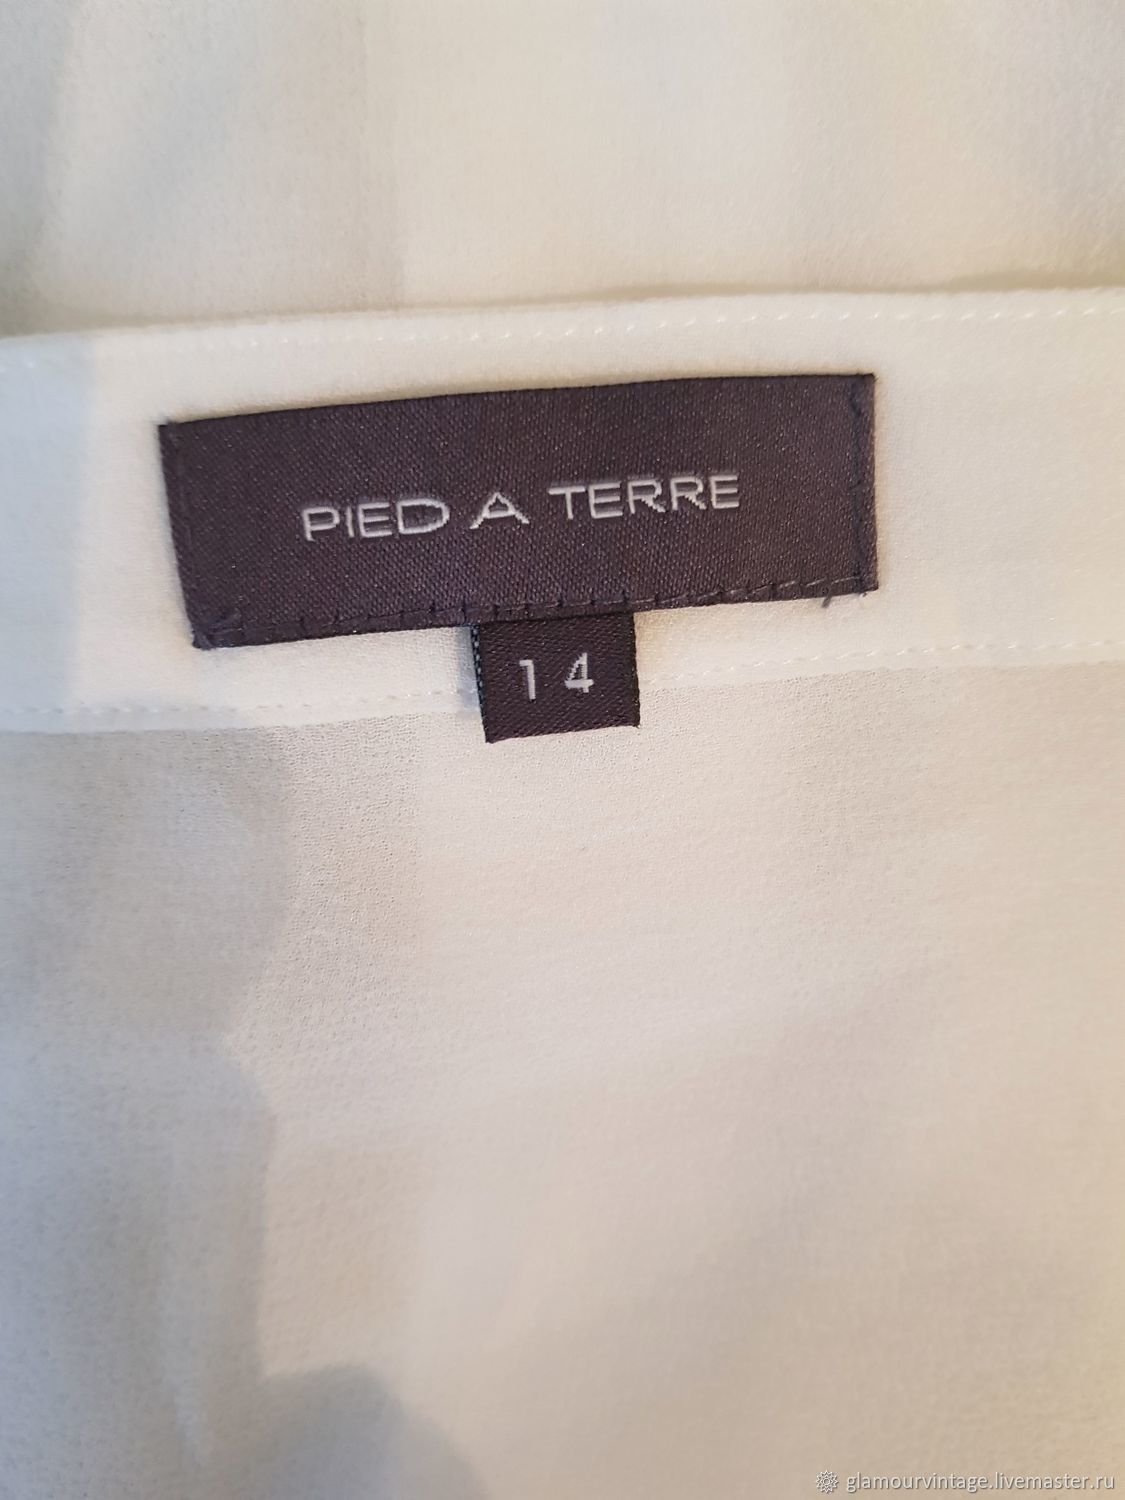 PIED A TERRE
14
glamourvintage.livemaster.ru